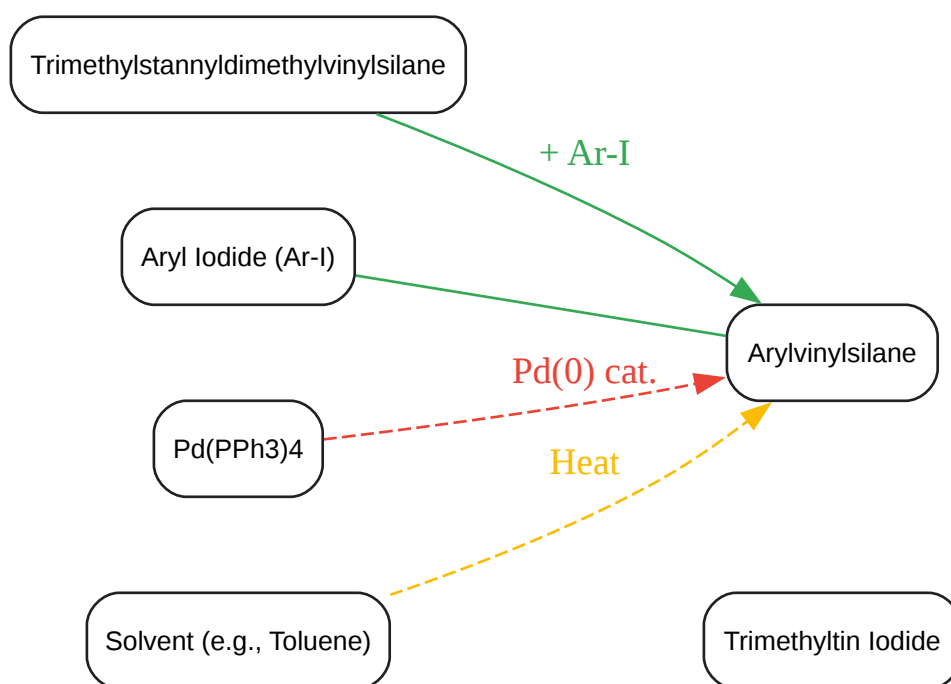 Trimethylstannyldimethylvinylsilane
+ Ar-I
Aryl Iodide (Ar-I)
Arylvinylsilane
Pd(0) cat.
Pd(PPh3)4
Heat
Solvent (e.g., Toluene)
Trimethyltin Iodide